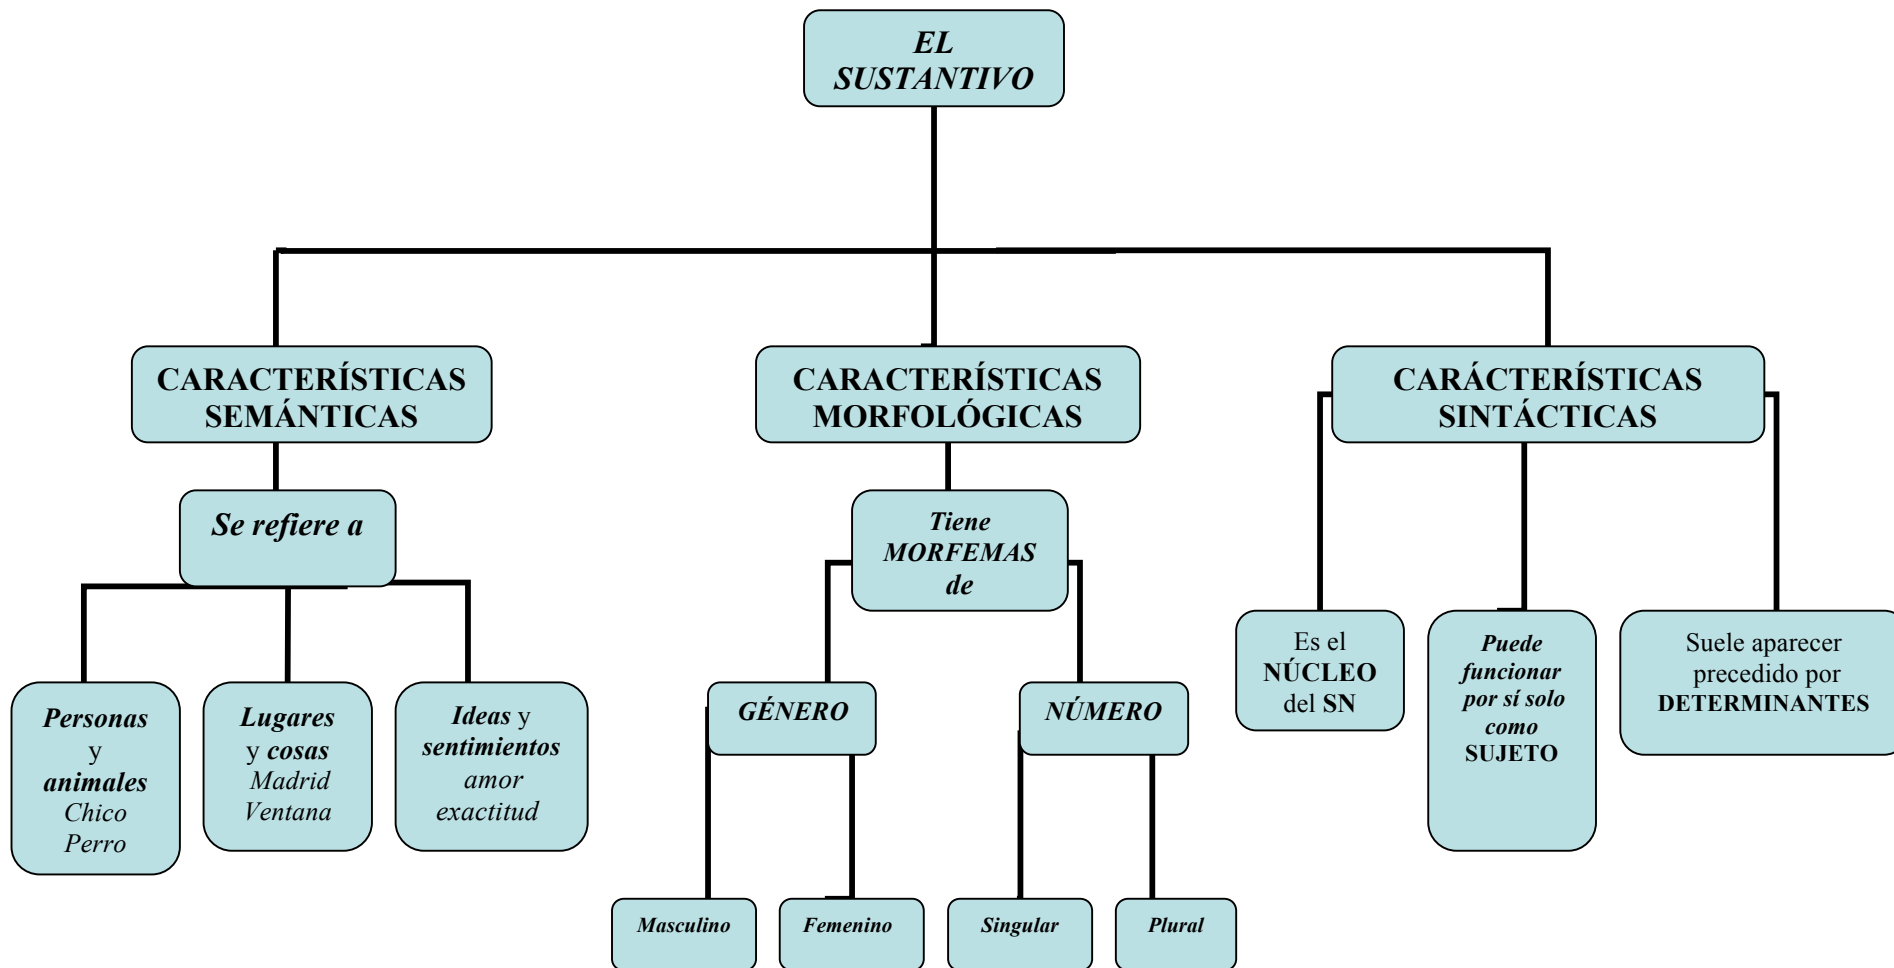 EL
SUSTANTIVO
CARACTERÍSTICAS
SEMÁNTICAS
CARACTERÍSTICAS
MORFOLÓGICAS
CARÁCTERÍSTICAS
SINTÁCTICAS
Se refiere a
Tiene
MORFEMAS
de
Personas
y
animales
Chico
Perro
Lugares
y cosas
Madrid
Ventana
Ideas y
sentimientos
amor
exactitud
GÉNERO
NÚMERO
Es el
NÚCLEO
del SN
Puede
funcionar
por sí solo
como
SUJETO
Suele aparecer
precedido por
DETERMINANTES
Masculino
Femenino
Singular
Plural